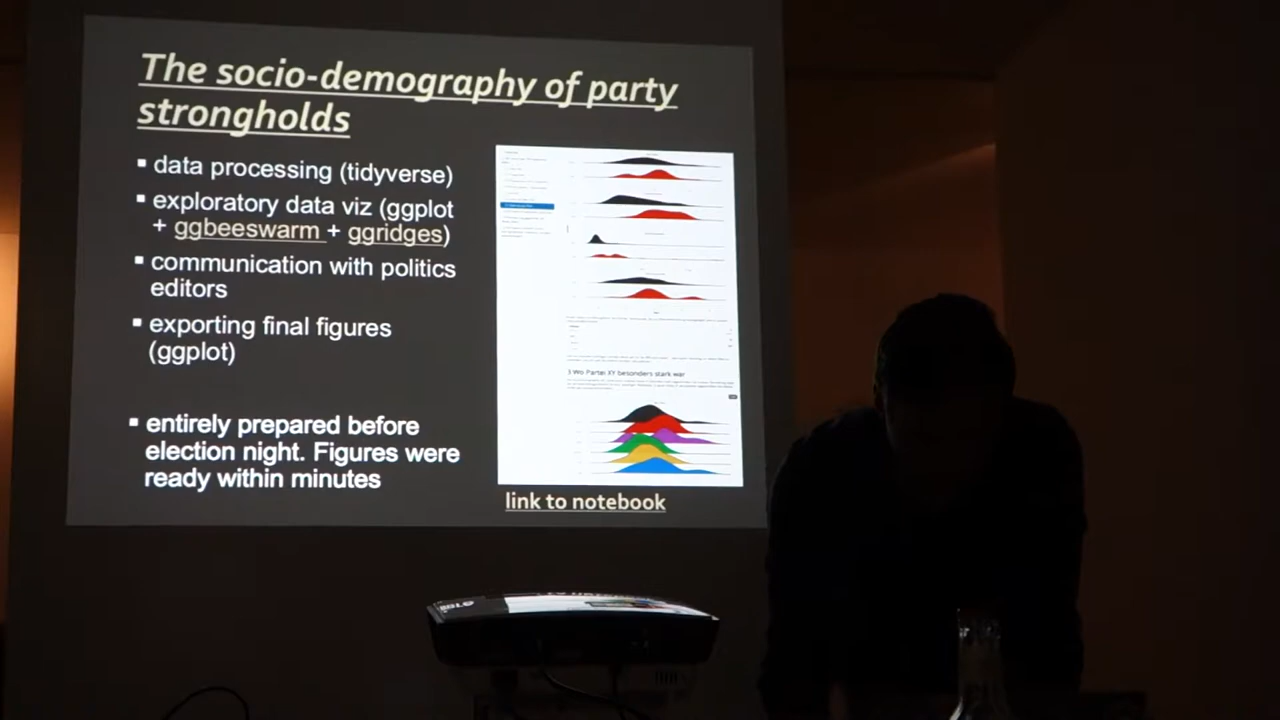 The socio-demography of party
strongholds
▪ data processing (tidyverse)
▪ exploratory data viz (ggplot
+ ggbeeswarm + ggridges)
▪ communication with politics
editors
▪ exporting final figures
(ggplot)
▪ entirely prepared before
election night. Figures were
ready within minutes
3 Wo Partei XY besonders stark war
link to notebook